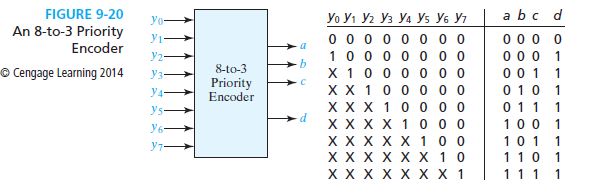 FIGURE 9-20
An 8-to-3 Priority
Encoder
© Cengage Learning 2014
y0
y1
y2
y3
y4
y5
y6
y7
8-to-3
Priority
Encoder
a
b
c
d
y0 y1 y2 y3 y4 y5 y6 y7 a b c d
0 0 0 0 0 0 0 0 0 0 0 0
1 0 0 0 0 0 0 0 0 0 0 1
X 1 0 0 0 0 0 0 0 0 1 1
X X 1 0 0 0 0 0 0 1 0 1
X X X 1 0 0 0 0 0 1 1 1
X X X X 1 0 0 0 1 0 0 1
X X X X X 1 0 0 1 0 1 1
X X X X X X 1 0 1 1 0 1
X X X X X X X 1 1 1 1 1